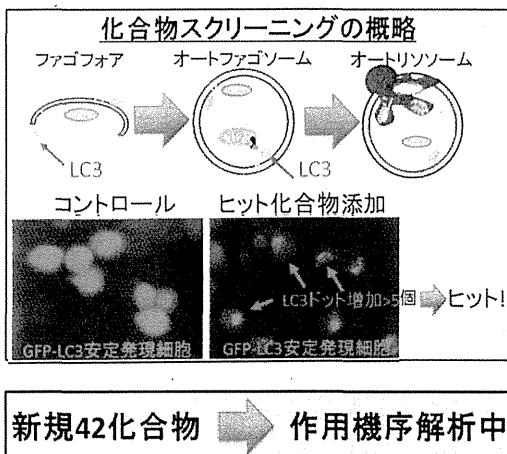 化合物スクリーニングの概略
ファゴフォア オートファゴソーム オートリソソーム
LC3 LC3
コントロール ヒット化合物添加
LC3ドット増加>5個 ヒット!
GFP-LC3安定発現細胞 GFP-LC3安定発現細胞
新規42化合物 作用機序解析中